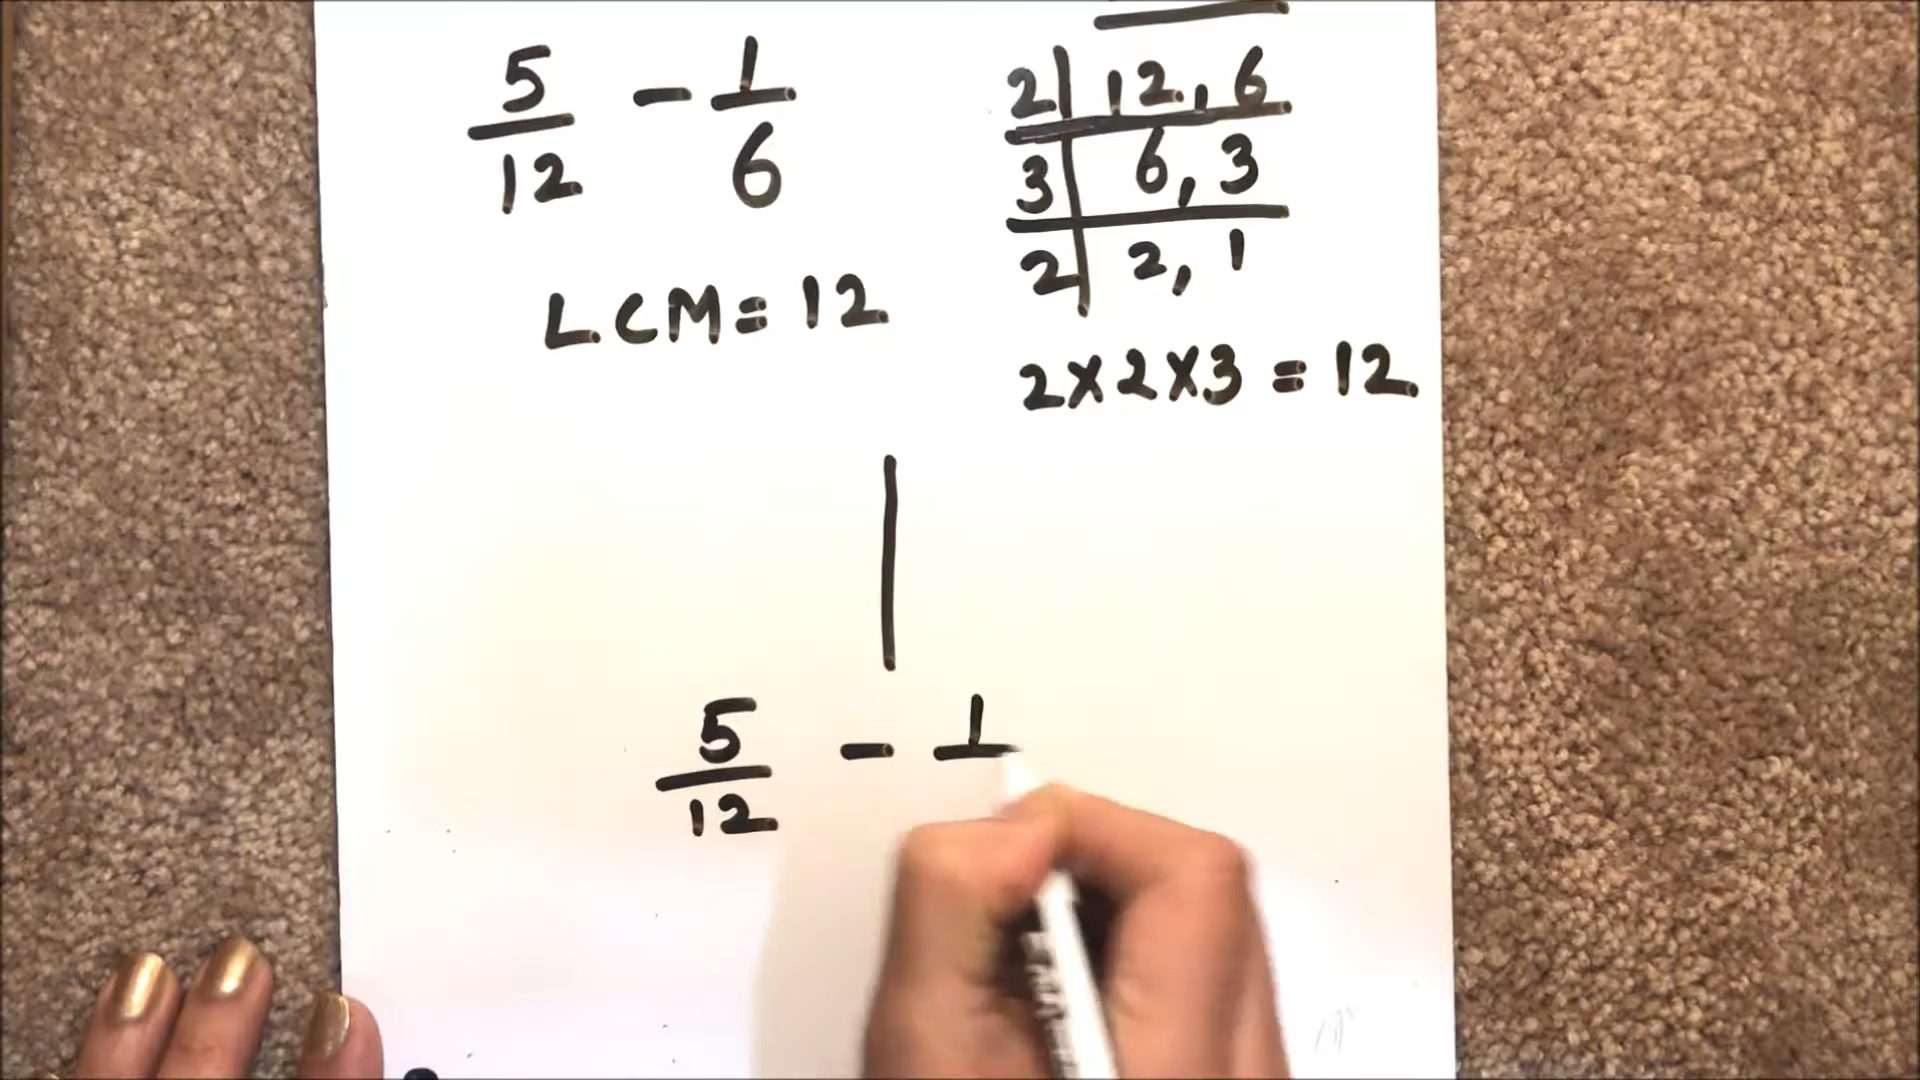 5/12 - 1/6
2 | 12, 6
3 | 6, 3
2 | 2, 1
LCM = 12
2×2×3 = 12
5/12 - 1